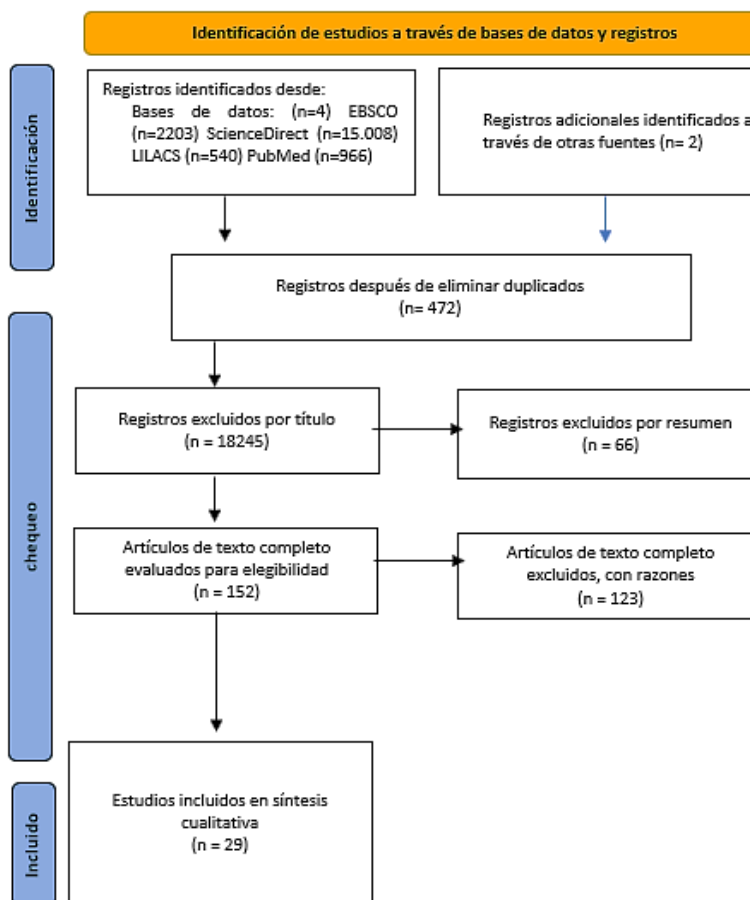 Identificación de estudios a través de bases de datos y registros
Identificación
Registros identificados desde:
Bases de datos: (n=4) EBSCO
(n=2203) ScienceDirect (n=15.008)
LILACS (n=540) PubMed (n=966)
Registros adicionales identificados a
través de otras fuentes (n= 2)
Registros después de eliminar duplicados
(n= 472)
chequeo
Registros excluidos por título
(n = 18245)
Registros excluidos por resumen
(n = 66)
Artículos de texto completo
evaluados para elegibilidad
(n = 152)
Artículos de texto completo
excluidos, con razones
(n = 123)
Incluido
Estudios incluidos en síntesis
cualitativa
(n = 29)